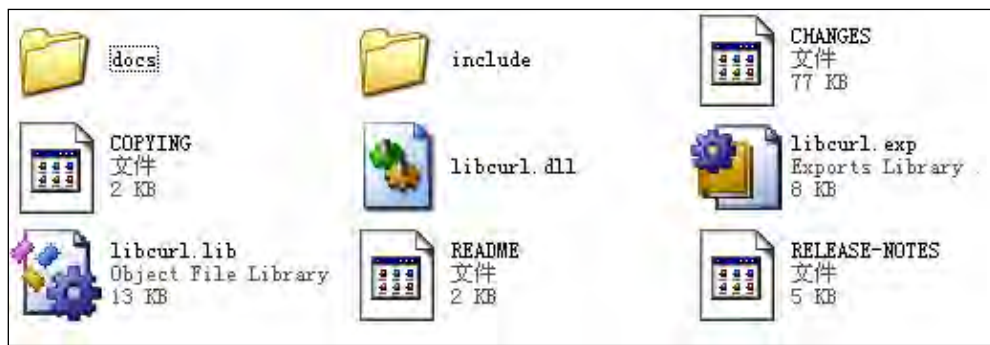 docs
include
CHANGES
文件
77 KB
COPYING
文件
2 KB
libcurl.dll
libcurl.exp
Exports Library
8 KB
libcurl.lib
Object File Library
13 KB
README
文件
2 KB
RELEASE-NOTES
文件
5 KB